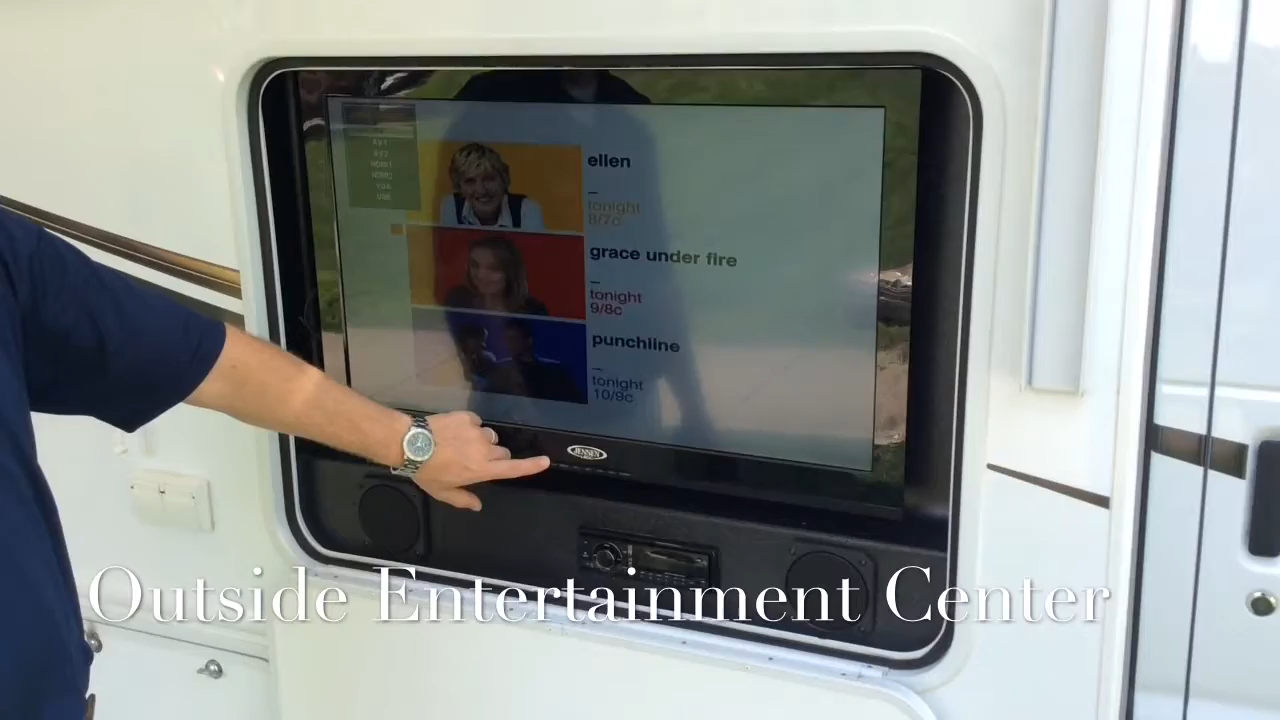 ellen
tonight
8/7c
grace under fire
tonight
9/8c
punchline
tonight
10/9c
JENSEN
Outside Entertainment Center